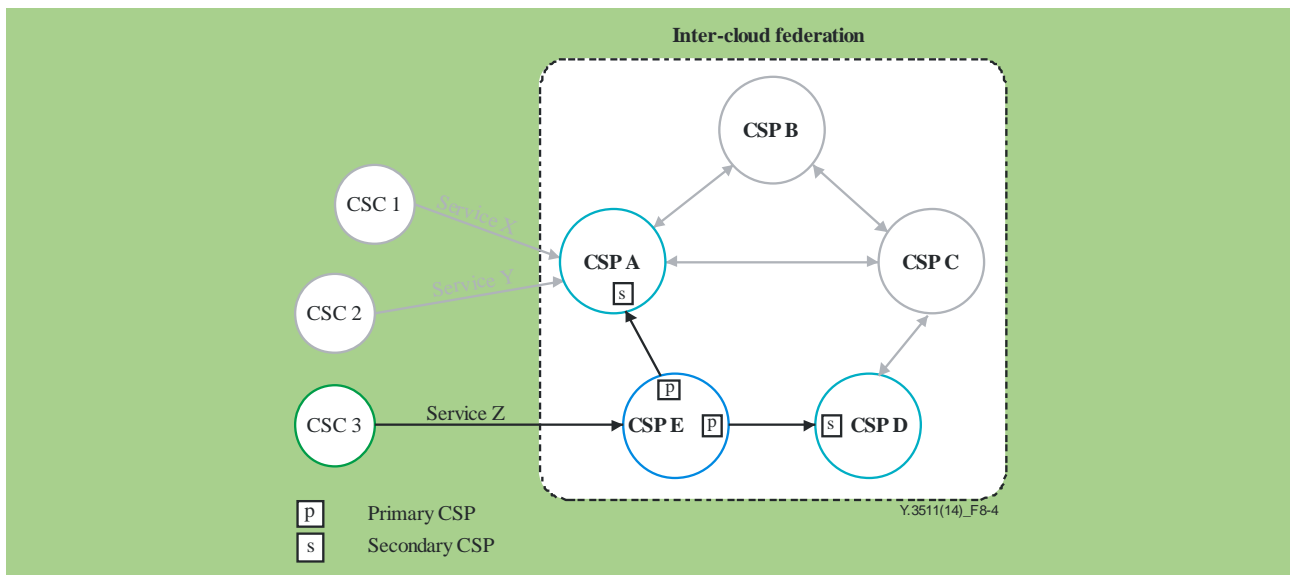 Inter-cloud federation
CSP B
CSC 1
Service X
CSP A
CSP C
Service Y
CSC 2
s
p
CSC 3
Service Z
CSP E
p
s
CSP D
p Primary CSP
Y.3511(14)_F8-4
s Secondary CSP